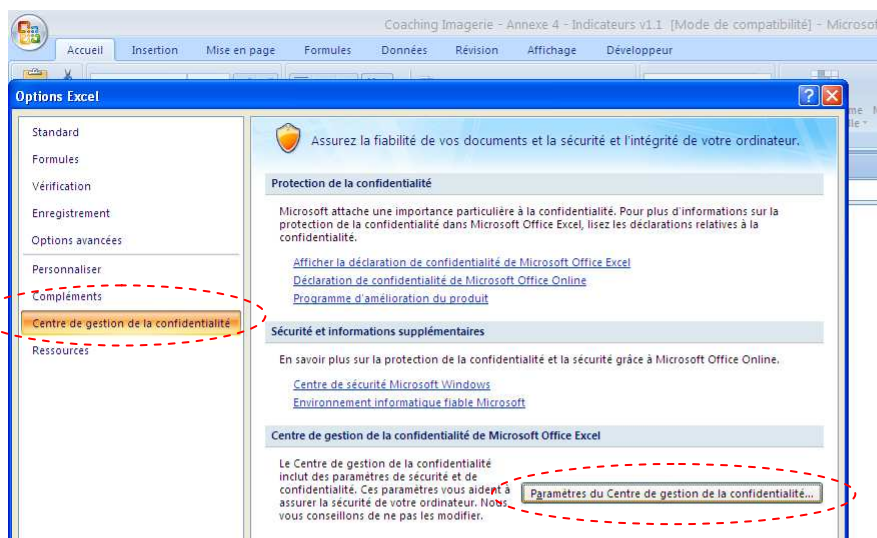 Coaching Imagerie - Annexe 4 - Indicateurs v1.1 [Mode de compatibilité] - Microsof
Accueil Insertion Mise en page Formules Données Révision Affichage Développeur
Options Excel
Standard
Formules
Vérification
Enregistrement
Options avancées
Personnaliser
Compléments
Centre de gestion de la confidentialité
Ressources
Assurez la fiabilité de vos documents et la sécurité et l'intégrité de votre ordinateur.
Protection de la confidentialité
Microsoft attache une importance particulière à la confidentialité. Pour plus d'informations sur la
protection de la confidentialité dans Microsoft Office Excel, lisez les déclarations relatives à la
confidentialité.
Afficher la déclaration de confidentialité de Microsoft Office Excel
Déclaration de confidentialité de Microsoft Office Online
Programme d'amélioration du produit
Sécurité et informations supplémentaires
En savoir plus sur la protection de la confidentialité et la sécurité grâce à Microsoft Office Online.
Centre de sécurité Microsoft Windows
Environnement informatique fiable Microsoft
Centre de gestion de la confidentialité de Microsoft Office Excel
Le Centre de gestion de la confidentialité
inclut des paramètres de sécurité et de
confidentialité. Ces paramètres vous aident à
assurer la sécurité de votre ordinateur. Nous
vous conseillons de ne pas les modifier.
Paramètres du Centre de gestion de la confidentialité...